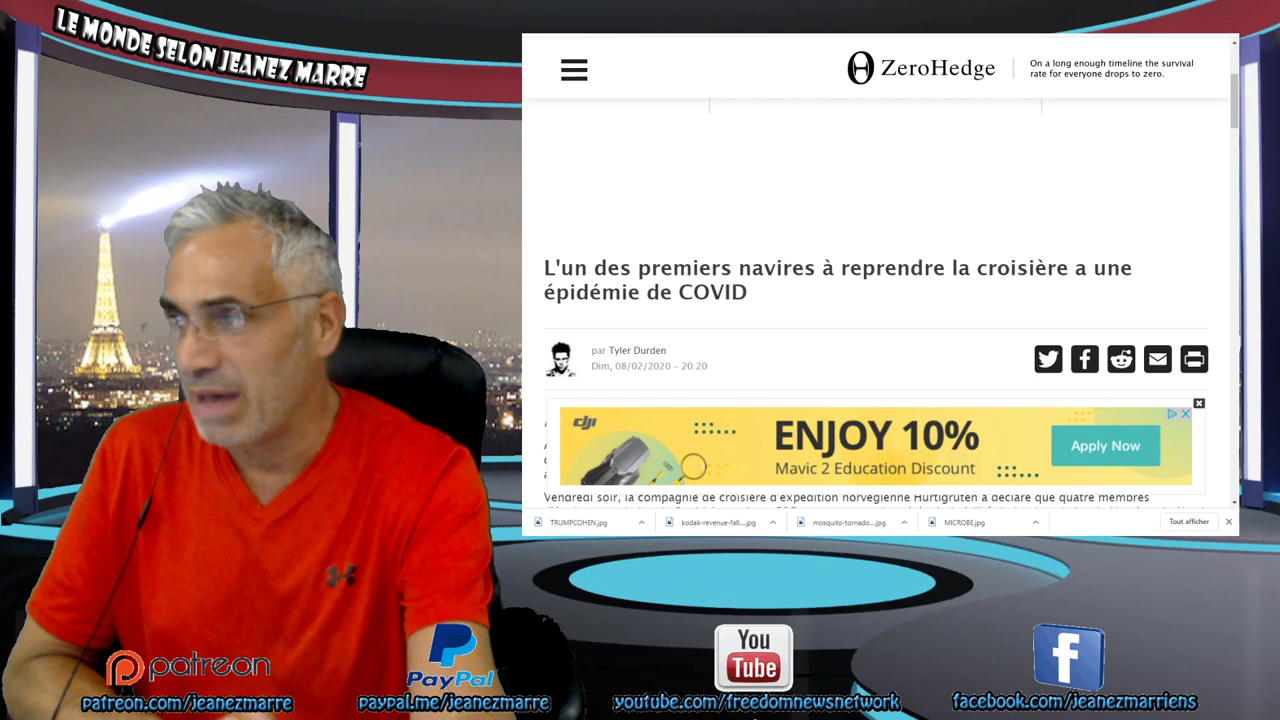 LE MONDE SELON JEANEZ MARRE
ZeroHedge
On a long enough timeline the survival
rate for everyone drops to zero.
L'un des premiers navires à reprendre la croisière a une
épidémie de COVID
par Tyler Durden
Dim, 08/02/2020 – 20:20
dji
ENJOY 10%
Mavic 2 Education Discount
Apply Now
Vendredi soir, la compagnie de croisière d'expédition norvégienne Hurtigruten a déclaré que quatre membres
TRUMPCOHEN.jpg
kodak-revenue-fall....jpg
mosquito-tornado....jpg
MICROBE.jpg
Tout afficher
patreon
PayPal
You
Tube
patreon.com/jeanezmarre
paypal.me/jeanezmarre
youtube.com/freedomnewsnetwork
facebook.com/jeanezmarriens